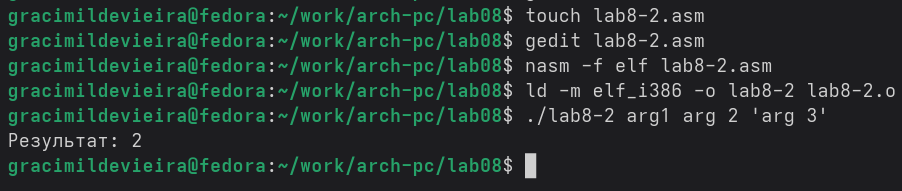 gracimildevieira@fedora:~/work/arch-pc/lab08$ touch lab8-2.asm
gracimildevieira@fedora:~/work/arch-pc/lab08$ gedit lab8-2.asm
gracimildevieira@fedora:~/work/arch-pc/lab08$ nasm -f elf lab8-2.asm
gracimildevieira@fedora:~/work/arch-pc/lab08$ ld -m elf_i386 -o lab8-2 lab8-2.o
gracimildevieira@fedora:~/work/arch-pc/lab08$ ./lab8-2 arg1 arg 2 'arg 3'
Результат: 2
gracimildevieira@fedora:~/work/arch-pc/lab08$